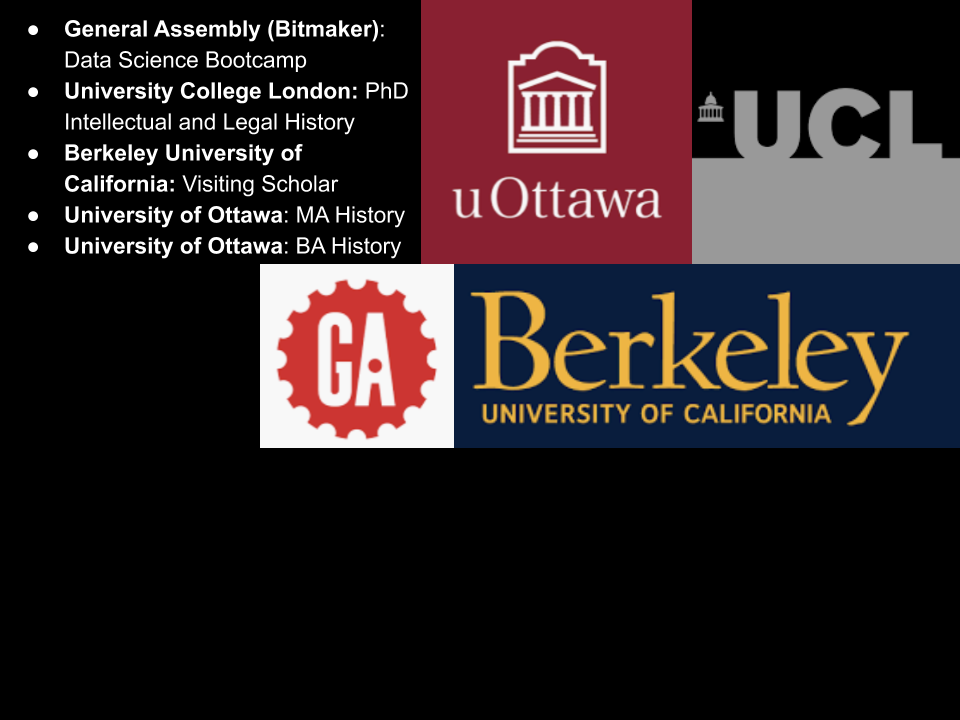 ● General Assembly (Bitmaker):
Data Science Bootcamp
● University College London: PhD
Intellectual and Legal History
● Berkeley University of
California: Visiting Scholar
● University of Ottawa: MA History
● University of Ottawa: BA History
uOttawa
UCL
GA
Berkeley
UNIVERSITY OF CALIFORNIA